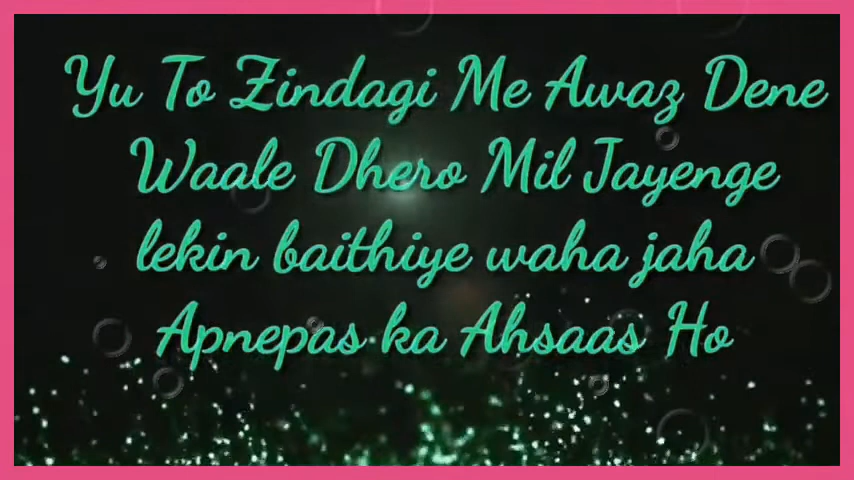 Yu To Zindagi Me Awaz Dene
Waale Dhero Mil Jayenge
lekin baithiye waha jaha
Apnepas ka Ahsaas Ho